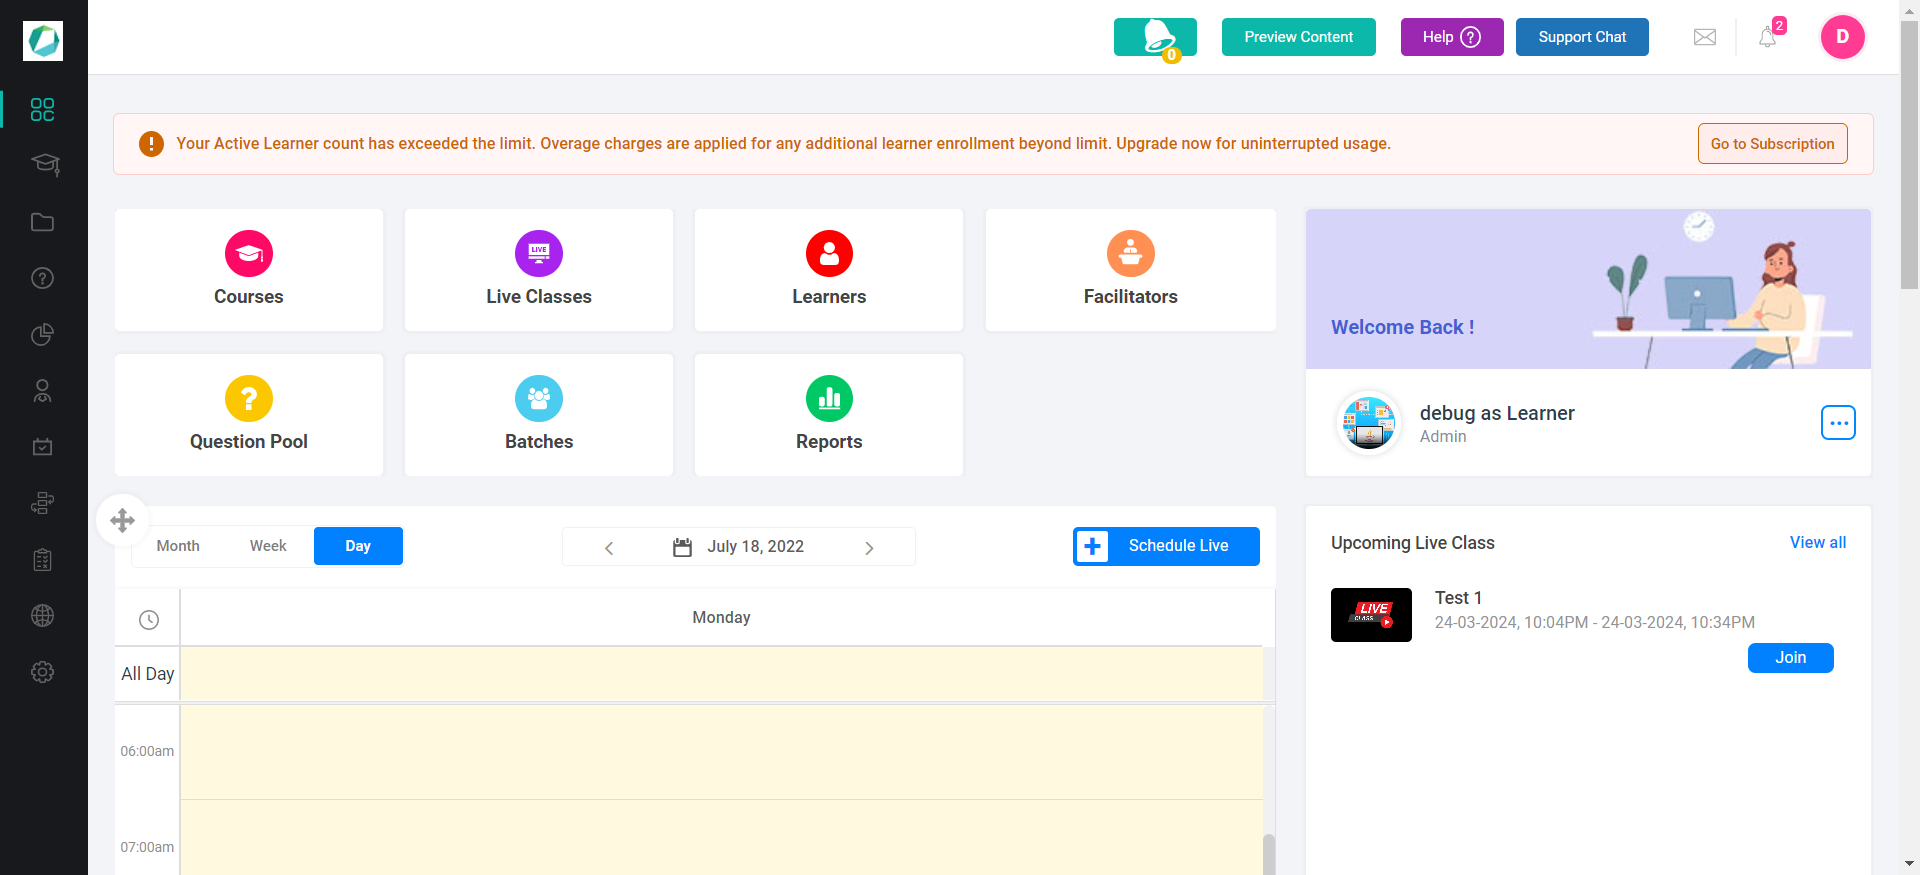 0
Preview Content
Help ?
Support Chat
2
D
! Your Active Learner count has exceeded the limit. Overage charges are applied for any additional learner enrollment beyond limit. Upgrade now for uninterrupted usage.
Go to Subscription
Courses
LIVE
Live Classes
Learners
Facilitators
Welcome Back !
?
Question Pool
Batches
Reports
debug as Learner
Admin
Month
Week
Day
July 18, 2022
Schedule Live
Monday
All Day
06:00am
07:00am
Upcoming Live Class
View all
LIVE
CLASS
Test 1
24-03-2024, 10:04PM - 24-03-2024, 10:34PM
Join